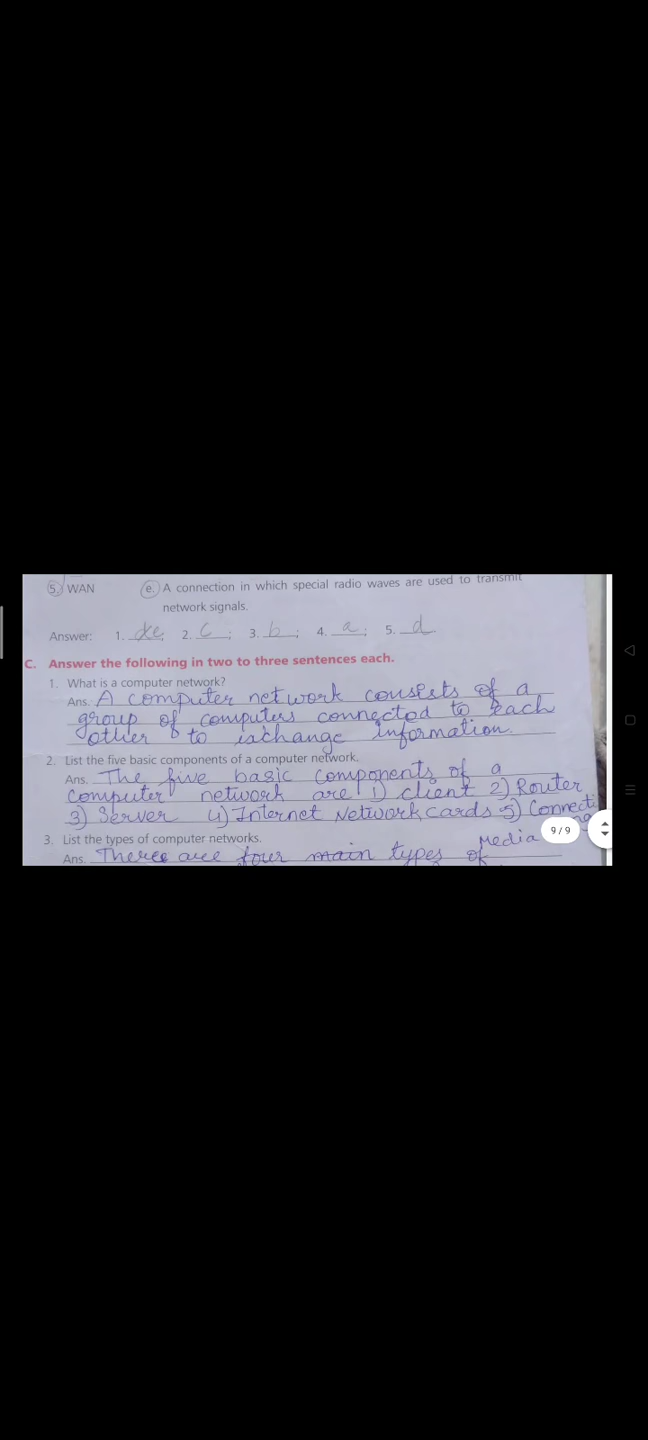 5. WAN
e. A connection in which special radio waves are used to transmit
network signals.
Answer: 1. e; 2. c; 3. b; 4. a; 5. d
C. Answer the following in two to three sentences each.
1. What is a computer network?
Ans. A computer network consists of a
group of computers connected to each
other to exchange information.
2. List the five basic components of a computer network.
Ans. The five basic components of a
computer network are 1) client 2) Router
3) Server 4) Internet Network cards 5) Connecti
Media
3. List the types of computer networks.
Ans. There are four main types of
9/9